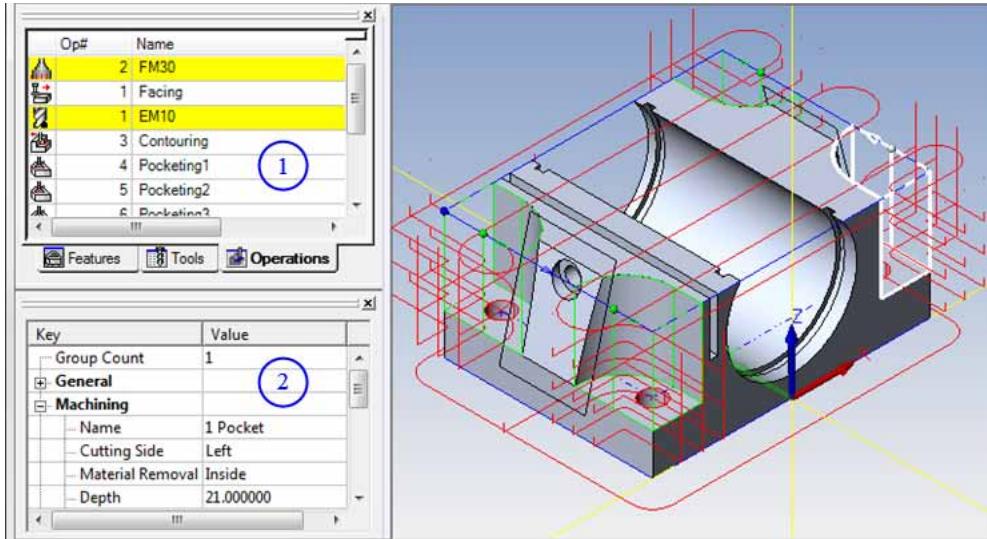 Op# Name
2 FM30
1 Facing
1 EM10
3 Contouring
4 Pocketing1
5 Pocketing2
6 Pocketing3
1
Features Tools Operations
Key Value
Group Count 1
General
Machining
Name 1 Pocket
Cutting Side Left
Material Removal Inside
Depth 21.000000
2
Z
X